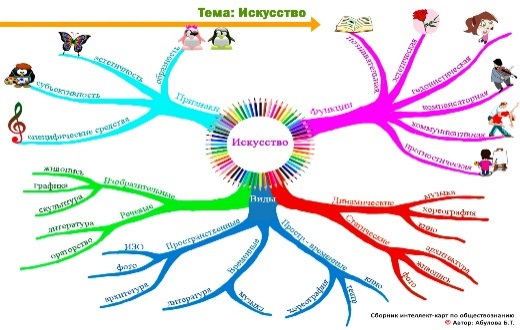 Тема: Искусство
образность
эстетичность
субъективность
специфические средства
Признаки
Искусство
Функции
познавательная
эстетическая
гедонистическая
компенсаторная
коммуникативная
прогностическая
Виды
Изобразительные
живопись
графика
скульптура
Речевые
литература
ораторство
Пространственные
ИЗО
фото
архитектура
Временные
литература
музыка
Простр.-временные
хореография
театр
кино
Динамические
музыка
хореография
кино
Статические
архитектура
живопись
фото
Сборник интеллект-карт по обществознанию
Автор: Абулова Б.Т.